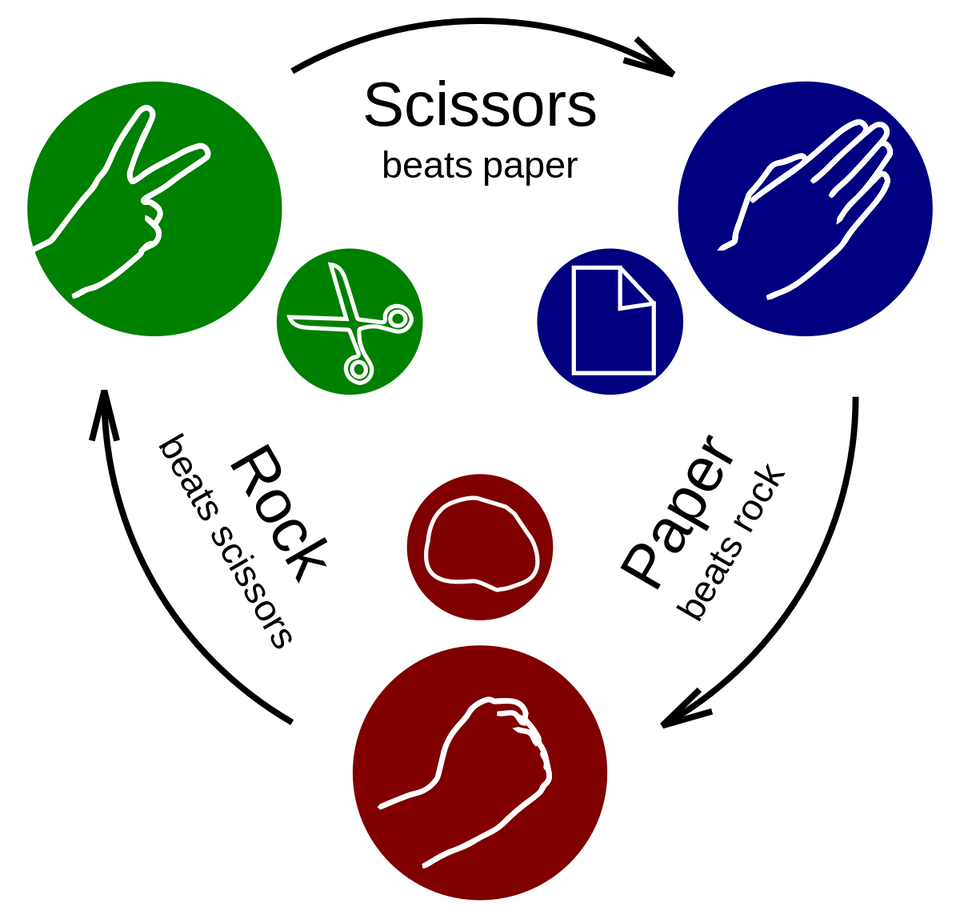 Scissors
beats paper
Rock
beats scissors
Paper
beats rock